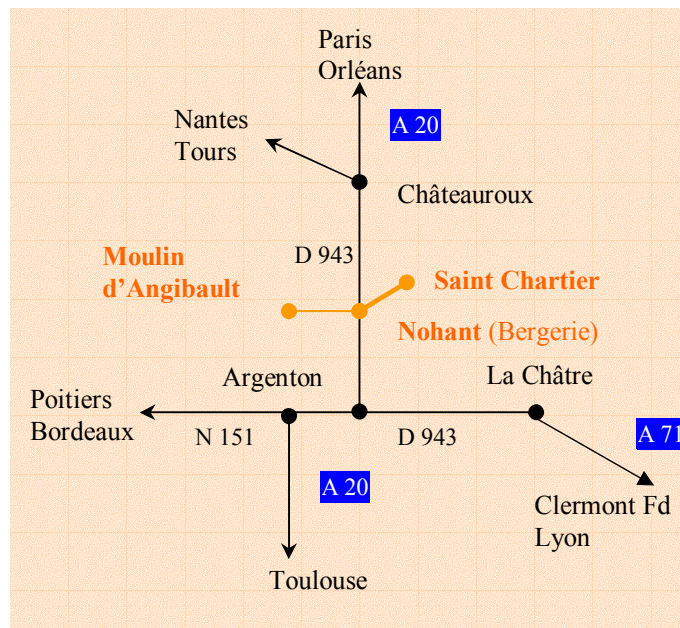 Paris
Orléans
A 20
Nantes
Tours
Châteauroux
D 943
Moulin
d’Angibault
Saint Chartier
Nohant (Bergerie)
Argenton
La Châtre
Poitiers
Bordeaux
N 151
D 943
A 71
A 20
Clermont Fd
Lyon
Toulouse